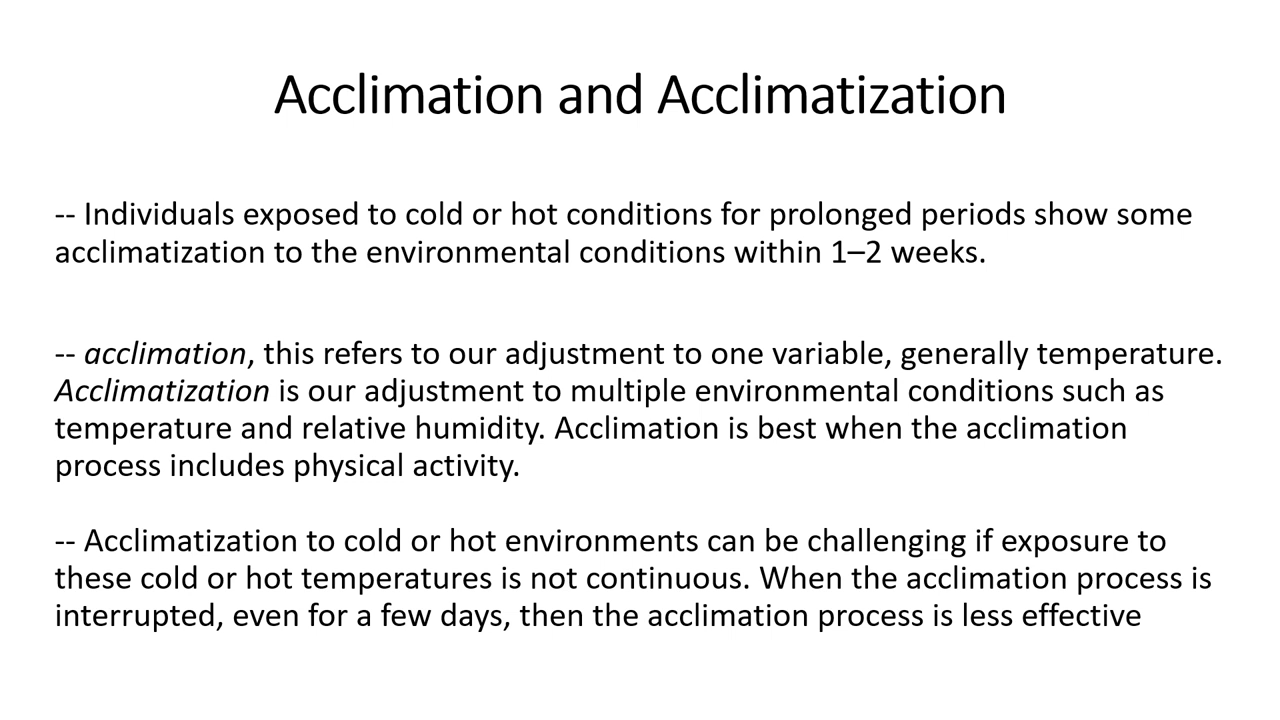 Acclimation and Acclimatization
-- Individuals exposed to cold or hot conditions for prolonged periods show some
acclimatization to the environmental conditions within 1–2 weeks.
-- acclimation, this refers to our adjustment to one variable, generally temperature.
Acclimatization is our adjustment to multiple environmental conditions such as
temperature and relative humidity. Acclimation is best when the acclimation
process includes physical activity.
-- Acclimatization to cold or hot environments can be challenging if exposure to
these cold or hot temperatures is not continuous. When the acclimation process is
interrupted, even for a few days, then the acclimation process is less effective